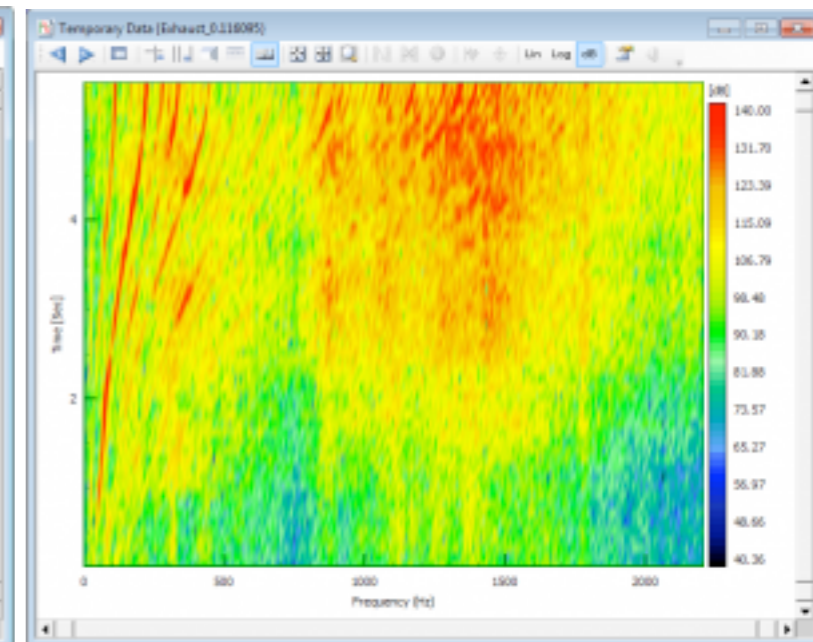 Temporary Data (Exhaust_0.116095)
Lin Log dB
[dB]
140.00
131.70
123.39
115.09
106.79
98.48
90.18
81.88
73.57
65.27
56.97
48.66
40.36
4
2
Time [Sec]
0 500 1000 1500 2000
Frequency [Hz]